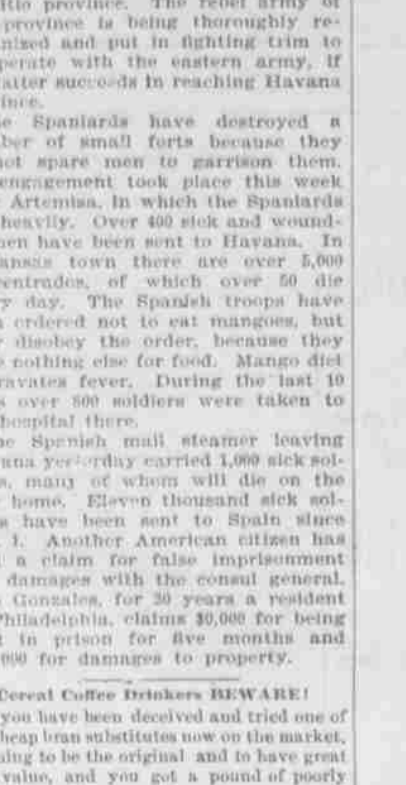 province. The rebel army of
province is being thoroughly re-
nized and put in fighting trim to
perate with the eastern army, if
atter succeeds in reaching Havana
ince.
e Spaniards have destroyed a
ber of small forts because they
not spare men to garrison them.
engagement took place this week
Artemisa, in which the Spaniards
heavily. Over 400 sick and wound-
men have been sent to Havana. In
ansas town there are over 5,000
centrados, of which over 50 die
y day. The Spanish troops have
n ordered not to eat mangoes, but
disobey the order, because they
e nothing else for food. Mango diet
ravates fever. During the last 10
s over 800 soldiers were taken to
hospital there.
he Spanish mail steamer leaving
ana yesterday carried 1,000 sick sol-
s, many of whom will die on the
home. Eleven thousand sick sol-
s have been sent to Spain since
1. Another American citizen has
a claim for false imprisonment
damages with the consul general.
Gonzales, for 20 years a resident
Philadelphia, claims $0,000 for being
t in prison for five months and
000 for damages to property.
Cereal Coffee Drinkers BEWARE!
you have been deceived and tried one of
heap bran substitutes now on the market,
ming to be the original and to have great
value, and you got a pound of poorly